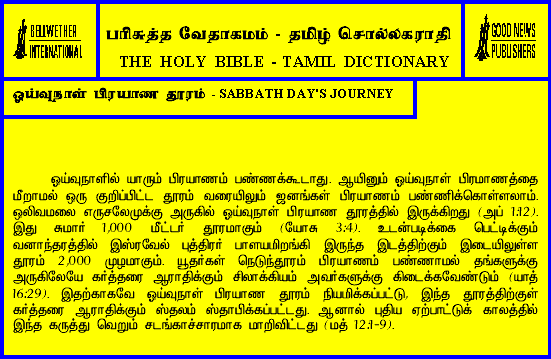 BELLWETHER
INTERNATIONAL
பரிசுத்த வேதாகமம் - தமிழ் சொல்லகராதி
THE HOLY BIBLE - TAMIL DICTIONARY
GOOD NEWS
PUBLISHERS
ஓய்வுநாள் பிரயாண தூரம் - SABBATH DAY'S JOURNEY
ஓய்வுநாளில் யாரும் பிரயாணம் பண்ணக்கூடாது. ஆயினும் ஓய்வுநாள் பிரமாணத்தை
மீறாமல் ஒரு குறிப்பிட்ட தூரம் வரையிலும் ஜனங்கள் பிரயாணம் பண்ணிக்கொள்ளலாம்.
ஒலிவமலை எருசலேமுக்கு அருகில் ஓய்வுநாள் பிரயாண தூரத்தில் இருக்கிறது (அப் 1:12).
இது சுமார் 1,000 மீட்டர் தூரமாகும் (யோசு 3:4). உடன்படிக்கை பெட்டிக்கும்
வனாந்தரத்தில் இஸ்ரவேல் புத்திரர் பாளயமிறங்கி இருந்த இடத்திற்கும் இடையிலுள்ள
தூரம் 2,000 முழமாகும். யூதர்கள் நெடுந்தூரம் பிரயாணம் பண்ணாமல் தங்களுக்கு
அருகிலேயே கர்த்தரை ஆராதிக்கும் சிலாக்கியம் அவர்களுக்கு கிடைக்கவேண்டும் (யாத்
16:29). இதற்காகவே ஓய்வுநாள் பிரயாண தூரம் நியமிக்கப்பட்டு, இந்த தூரத்திற்குள்
கர்த்தரை ஆராதிக்கும் ஸ்தலம் ஸ்தாபிக்கப்பட்டது. ஆனால் புதிய ஏற்பாட்டுக் காலத்தில்
இந்த கருத்து வெறும் சடங்காச்சாரமாக மாறிவிட்டது (மத் 12:1-9).